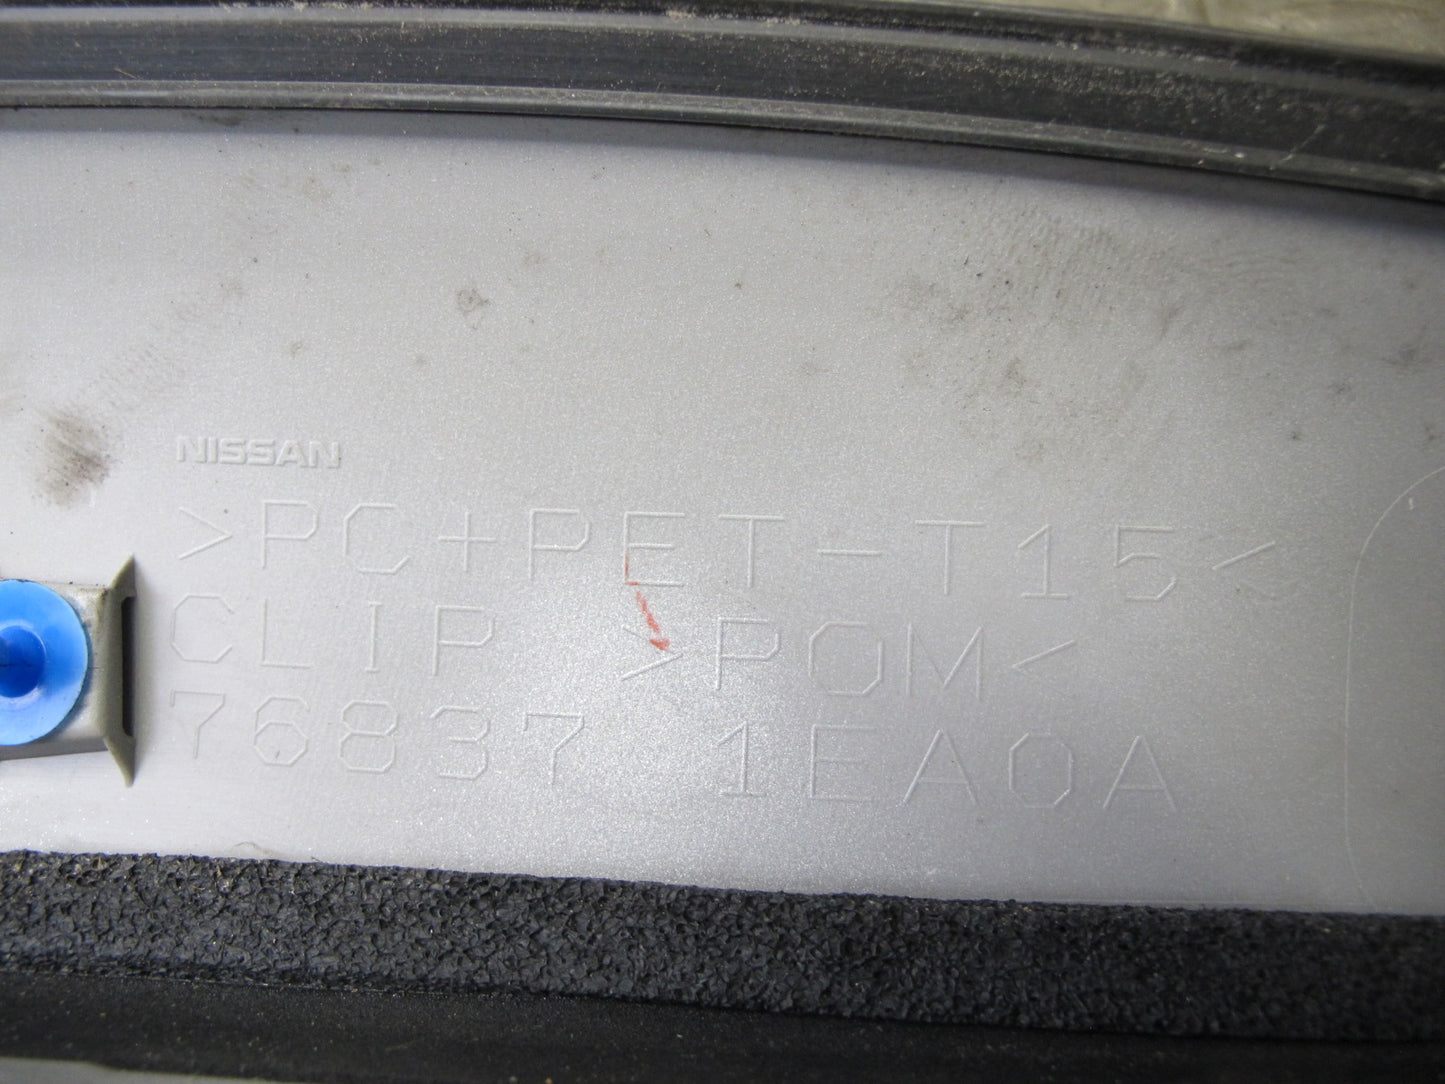 NISSAN
>PC+PET-T15<
CLIP >POM<
76837 1EA0A